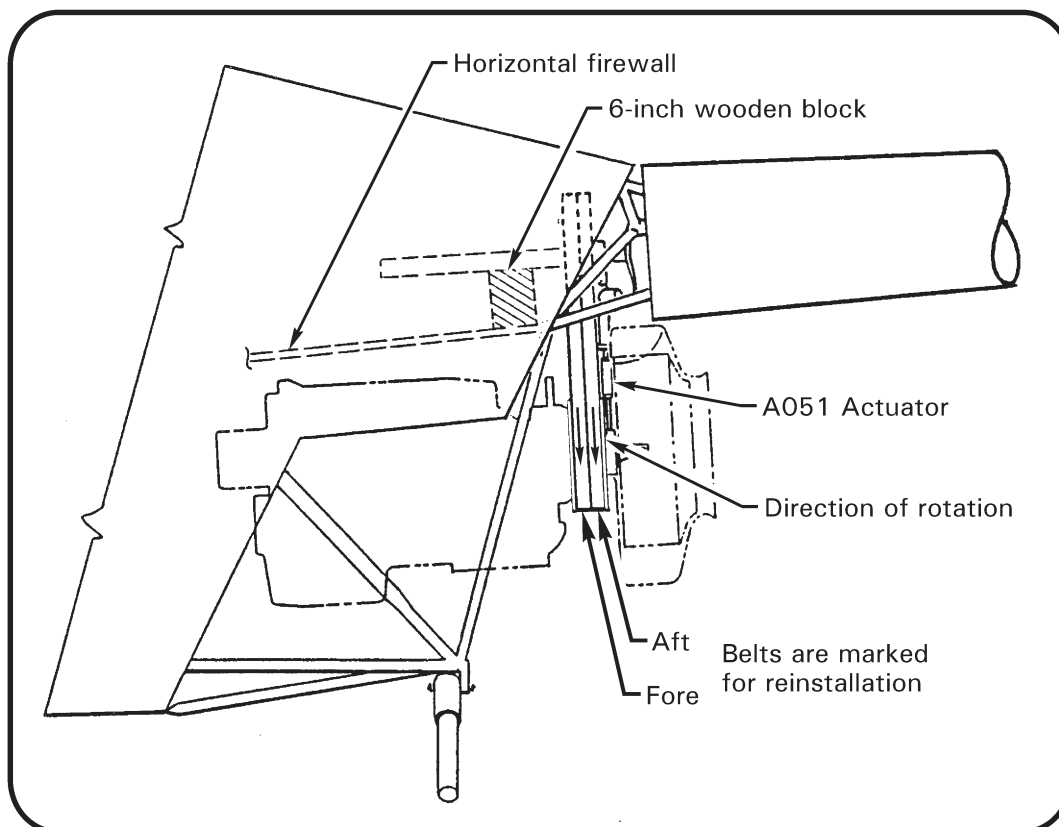 Horizontal firewall
6-inch wooden block
A051 Actuator
Direction of rotation
Aft
Fore
Belts are marked
for reinstallation